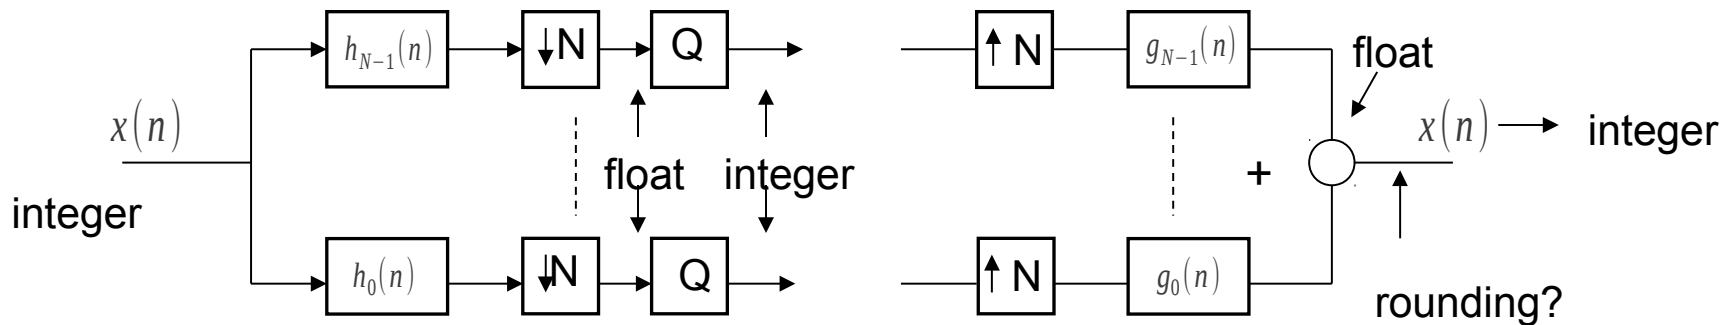 h_{N−1}(n) ↓N Q ↑ N g_{N−1}(n)
float
x(n)
x(n) → integer
float integer
+
integer
h_0(n) ↓N Q ↑ N g_0(n)
rounding?